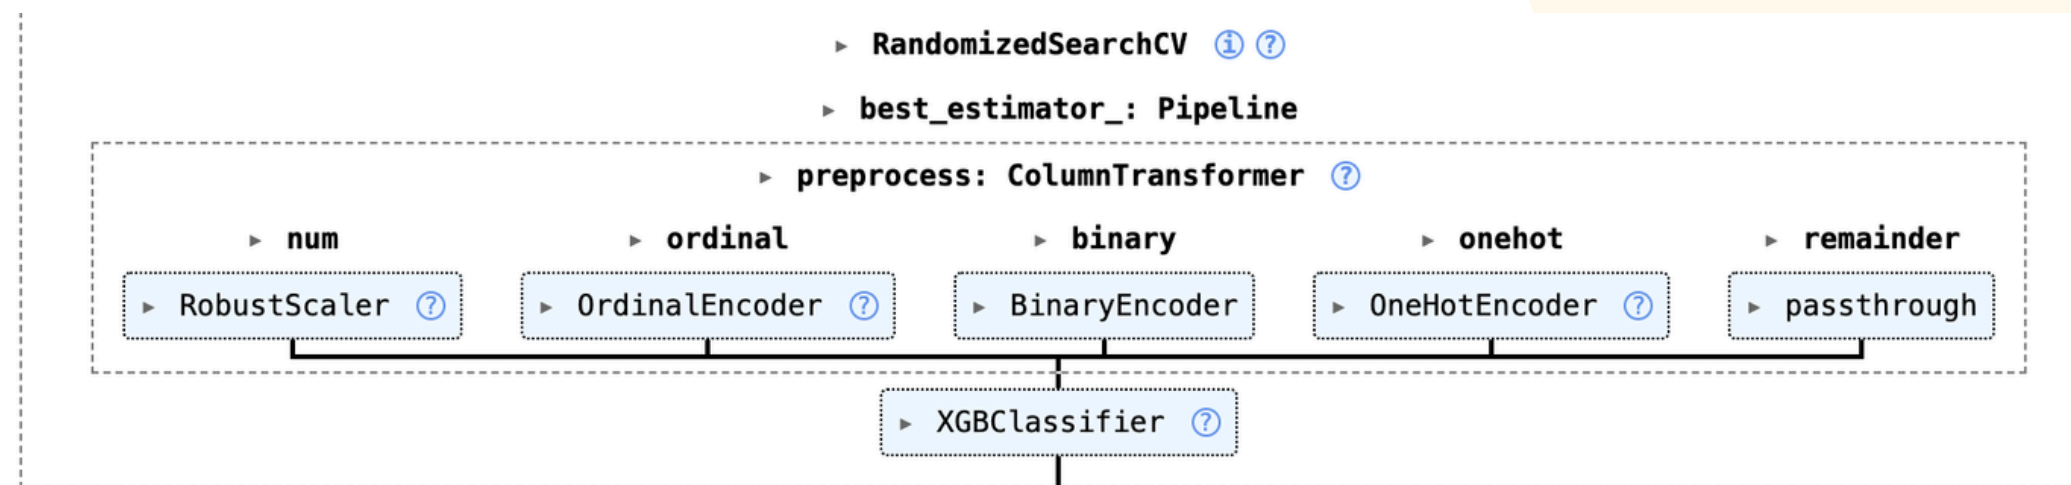 RandomizedSearchCV i ?
best_estimator_: Pipeline
preprocess: ColumnTransformer ?
num ordinal binary onehot remainder
RobustScaler ? OrdinalEncoder ? BinaryEncoder OneHotEncoder ? passthrough
XGBClassifier ?